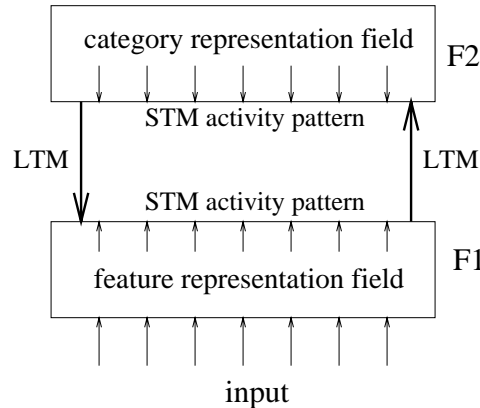 category representation field
F2
STM activity pattern
LTM
LTM
STM activity pattern
F1
feature representation field
input